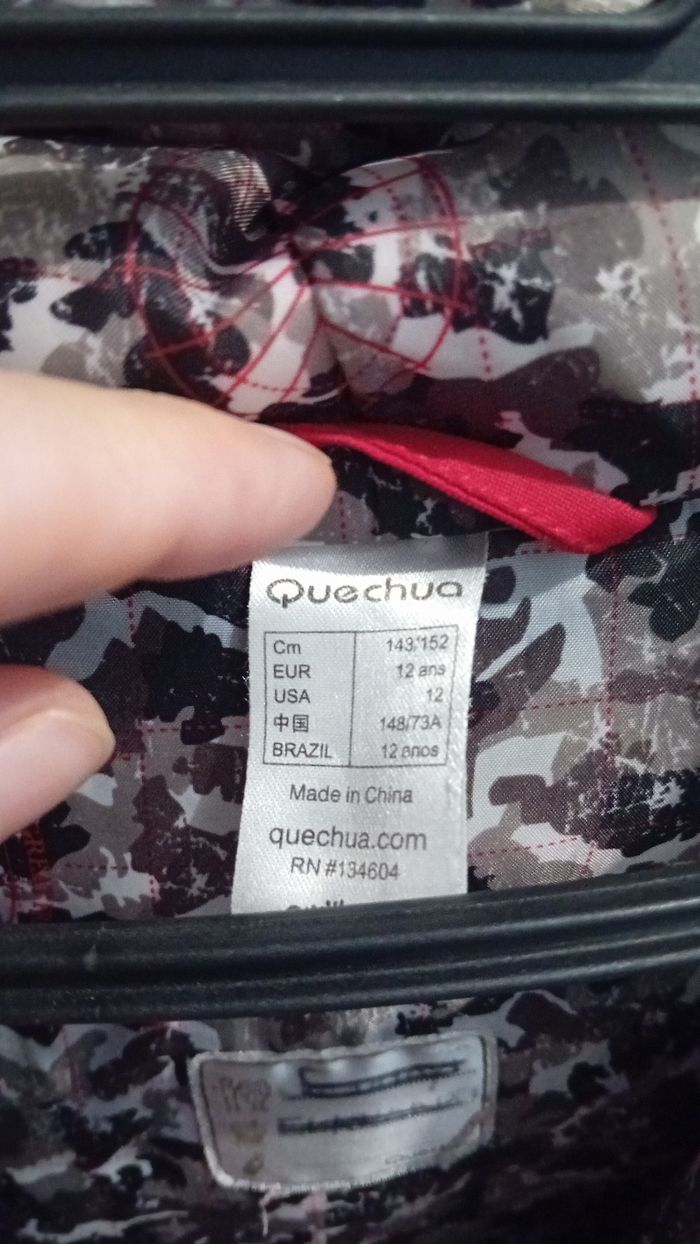 Quechua
Cm 143/152
EUR 12 ans
USA 12
中国 148/73A
BRAZIL 12 anos
Made in China
quechua.com
RN #134604